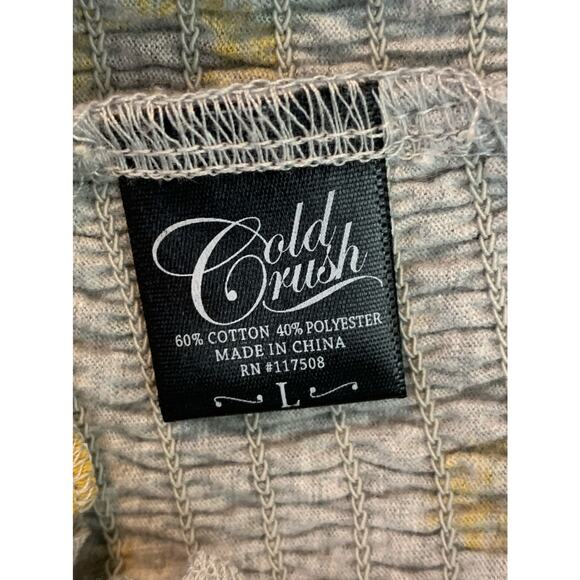 Cold
Crush
60% COTTON 40% POLYESTER
MADE IN CHINA
RN #117508
L